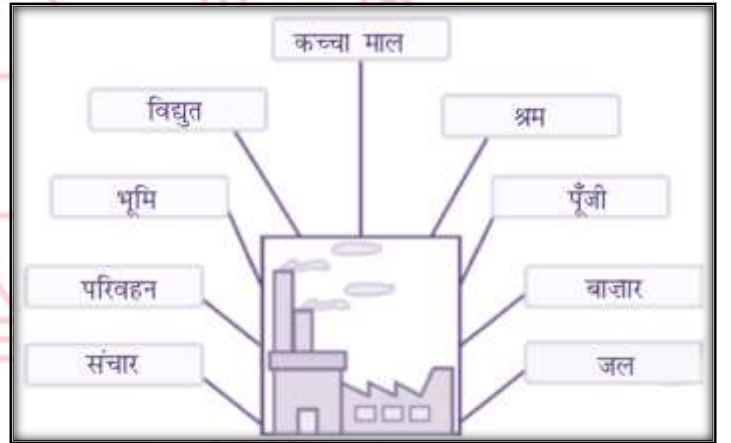 कच्चा माल
विद्युत
श्रम
भूमि
पूँजी
परिवहन
बाज़ार
संचार
जल